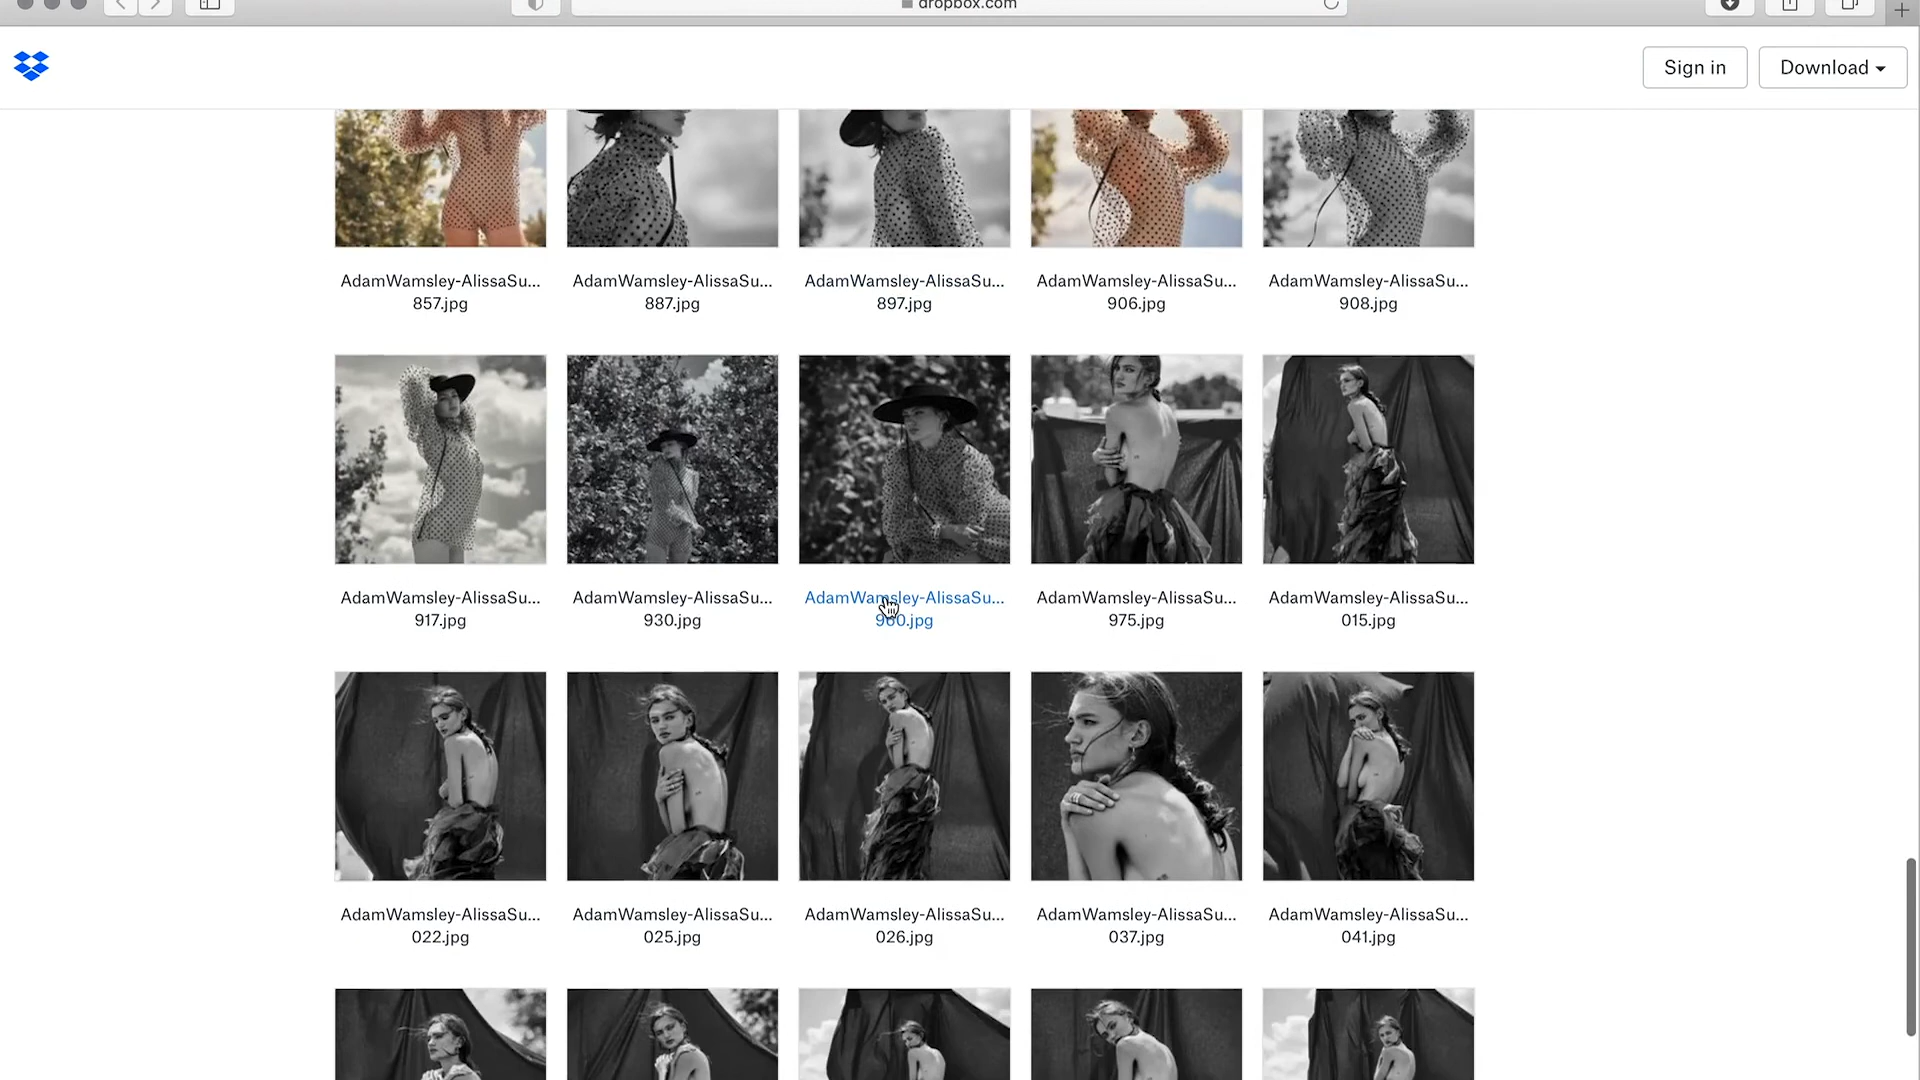 dropbox.com
Sign in
Download
AdamWamsley-AlissaSu...
857.jpg
AdamWamsley-AlissaSu...
887.jpg
AdamWamsley-AlissaSu...
897.jpg
AdamWamsley-AlissaSu...
906.jpg
AdamWamsley-AlissaSu...
908.jpg
AdamWamsley-AlissaSu...
917.jpg
AdamWamsley-AlissaSu...
930.jpg
AdamWamsley-AlissaSu...
960.jpg
AdamWamsley-AlissaSu...
975.jpg
AdamWamsley-AlissaSu...
015.jpg
AdamWamsley-AlissaSu...
022.jpg
AdamWamsley-AlissaSu...
025.jpg
AdamWamsley-AlissaSu...
026.jpg
AdamWamsley-AlissaSu...
037.jpg
AdamWamsley-AlissaSu...
041.jpg